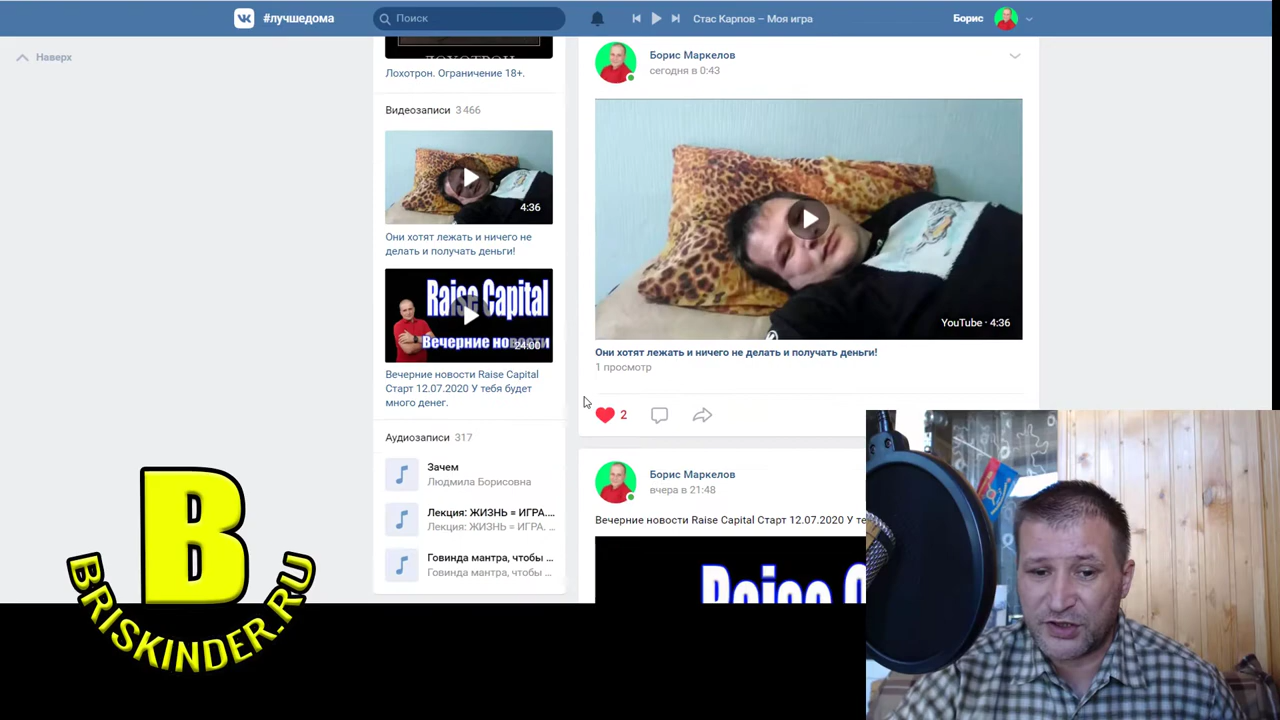 #лучшедома
Поиск
Стас Карпов – Моя игра
Борис
Наверх
ЛОХОТРОН
Лохотрон. Ограничение 18+.
Видеозаписи 3 466
4:36
Они хотят лежать и ничего не
делать и получать деньги!
Raise Capital
Вечерние новости
24:00
Вечерние новости Raise Capital
Старт 12.07.2020 У тебя будет
много денег.
Аудиозаписи 317
Зачем
Людмила Борисовна
Лекция: ЖИЗНЬ = ИГРА....
Лекция: ЖИЗНЬ = ИГРА. ...
Говинда мантра, чтобы ...
Говинда мантра, чтобы ...
Борис Маркелов
сегодня в 0:43
YouTube · 4:36
Они хотят лежать и ничего не делать и получать деньги!
1 просмотр
2
Борис Маркелов
вчера в 21:48
Вечерние новости Raise Capital Старт 12.07.2020 У
Raise
B
BRISKINDER.RU